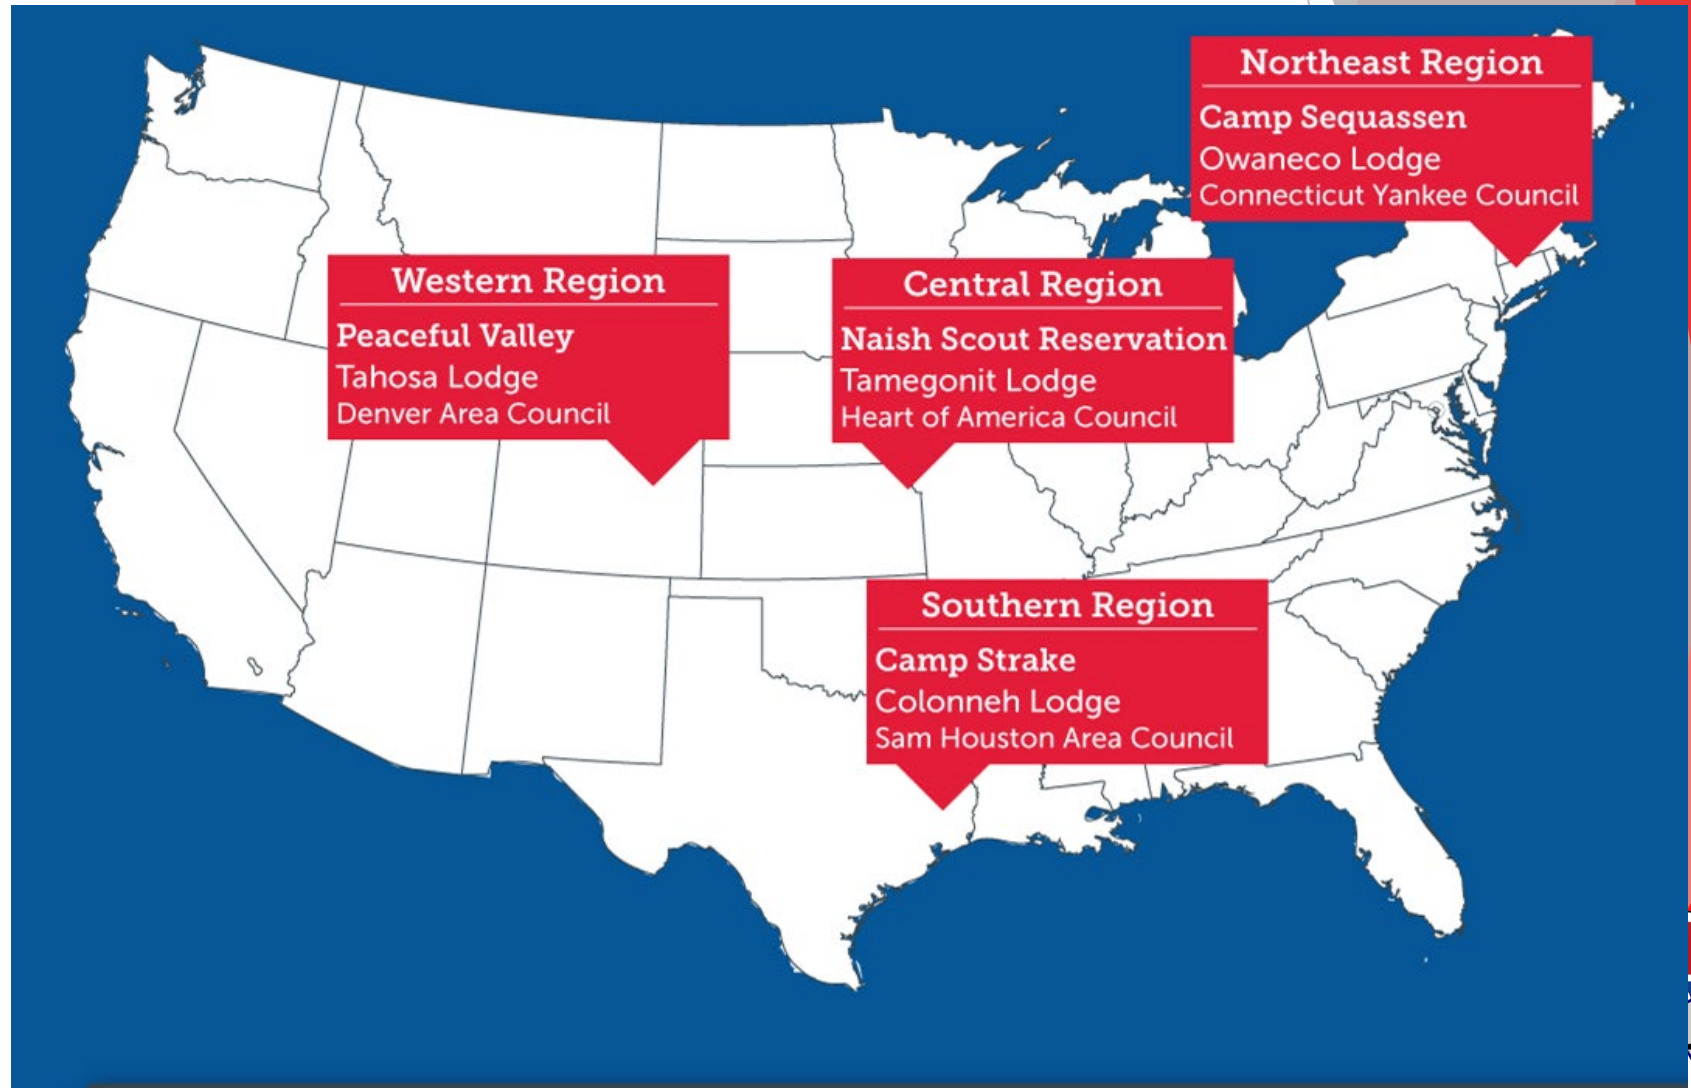 Northeast Region
Camp Sequassen
Owaneco Lodge
Connecticut Yankee Council
Western Region
Peaceful Valley
Tahosa Lodge
Denver Area Council
Central Region
Naish Scout Reservation
Tamegonit Lodge
Heart of America Council
Southern Region
Camp Strake
Colonneh Lodge
Sam Houston Area Council